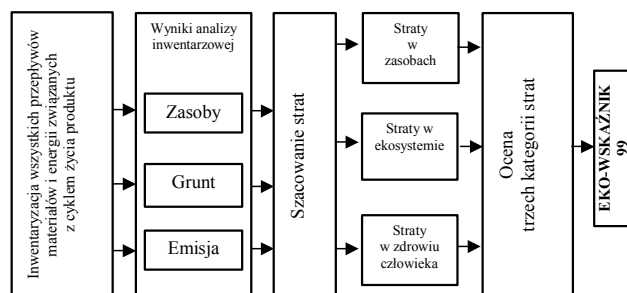 Inwentaryzacja wszystkich przepływów
materiałów i energii związanych
z cyklem życia produktu
Wyniki analizy
inwentarzowej
Zasoby
Grunt
Emisja
Szacowanie strat
Straty
w
zasobach
Straty w
ekosystemie
Straty
w zdrowiu
człowieka
Ocena
trzech kategorii strat
EKO-WSKAŹNIK
99